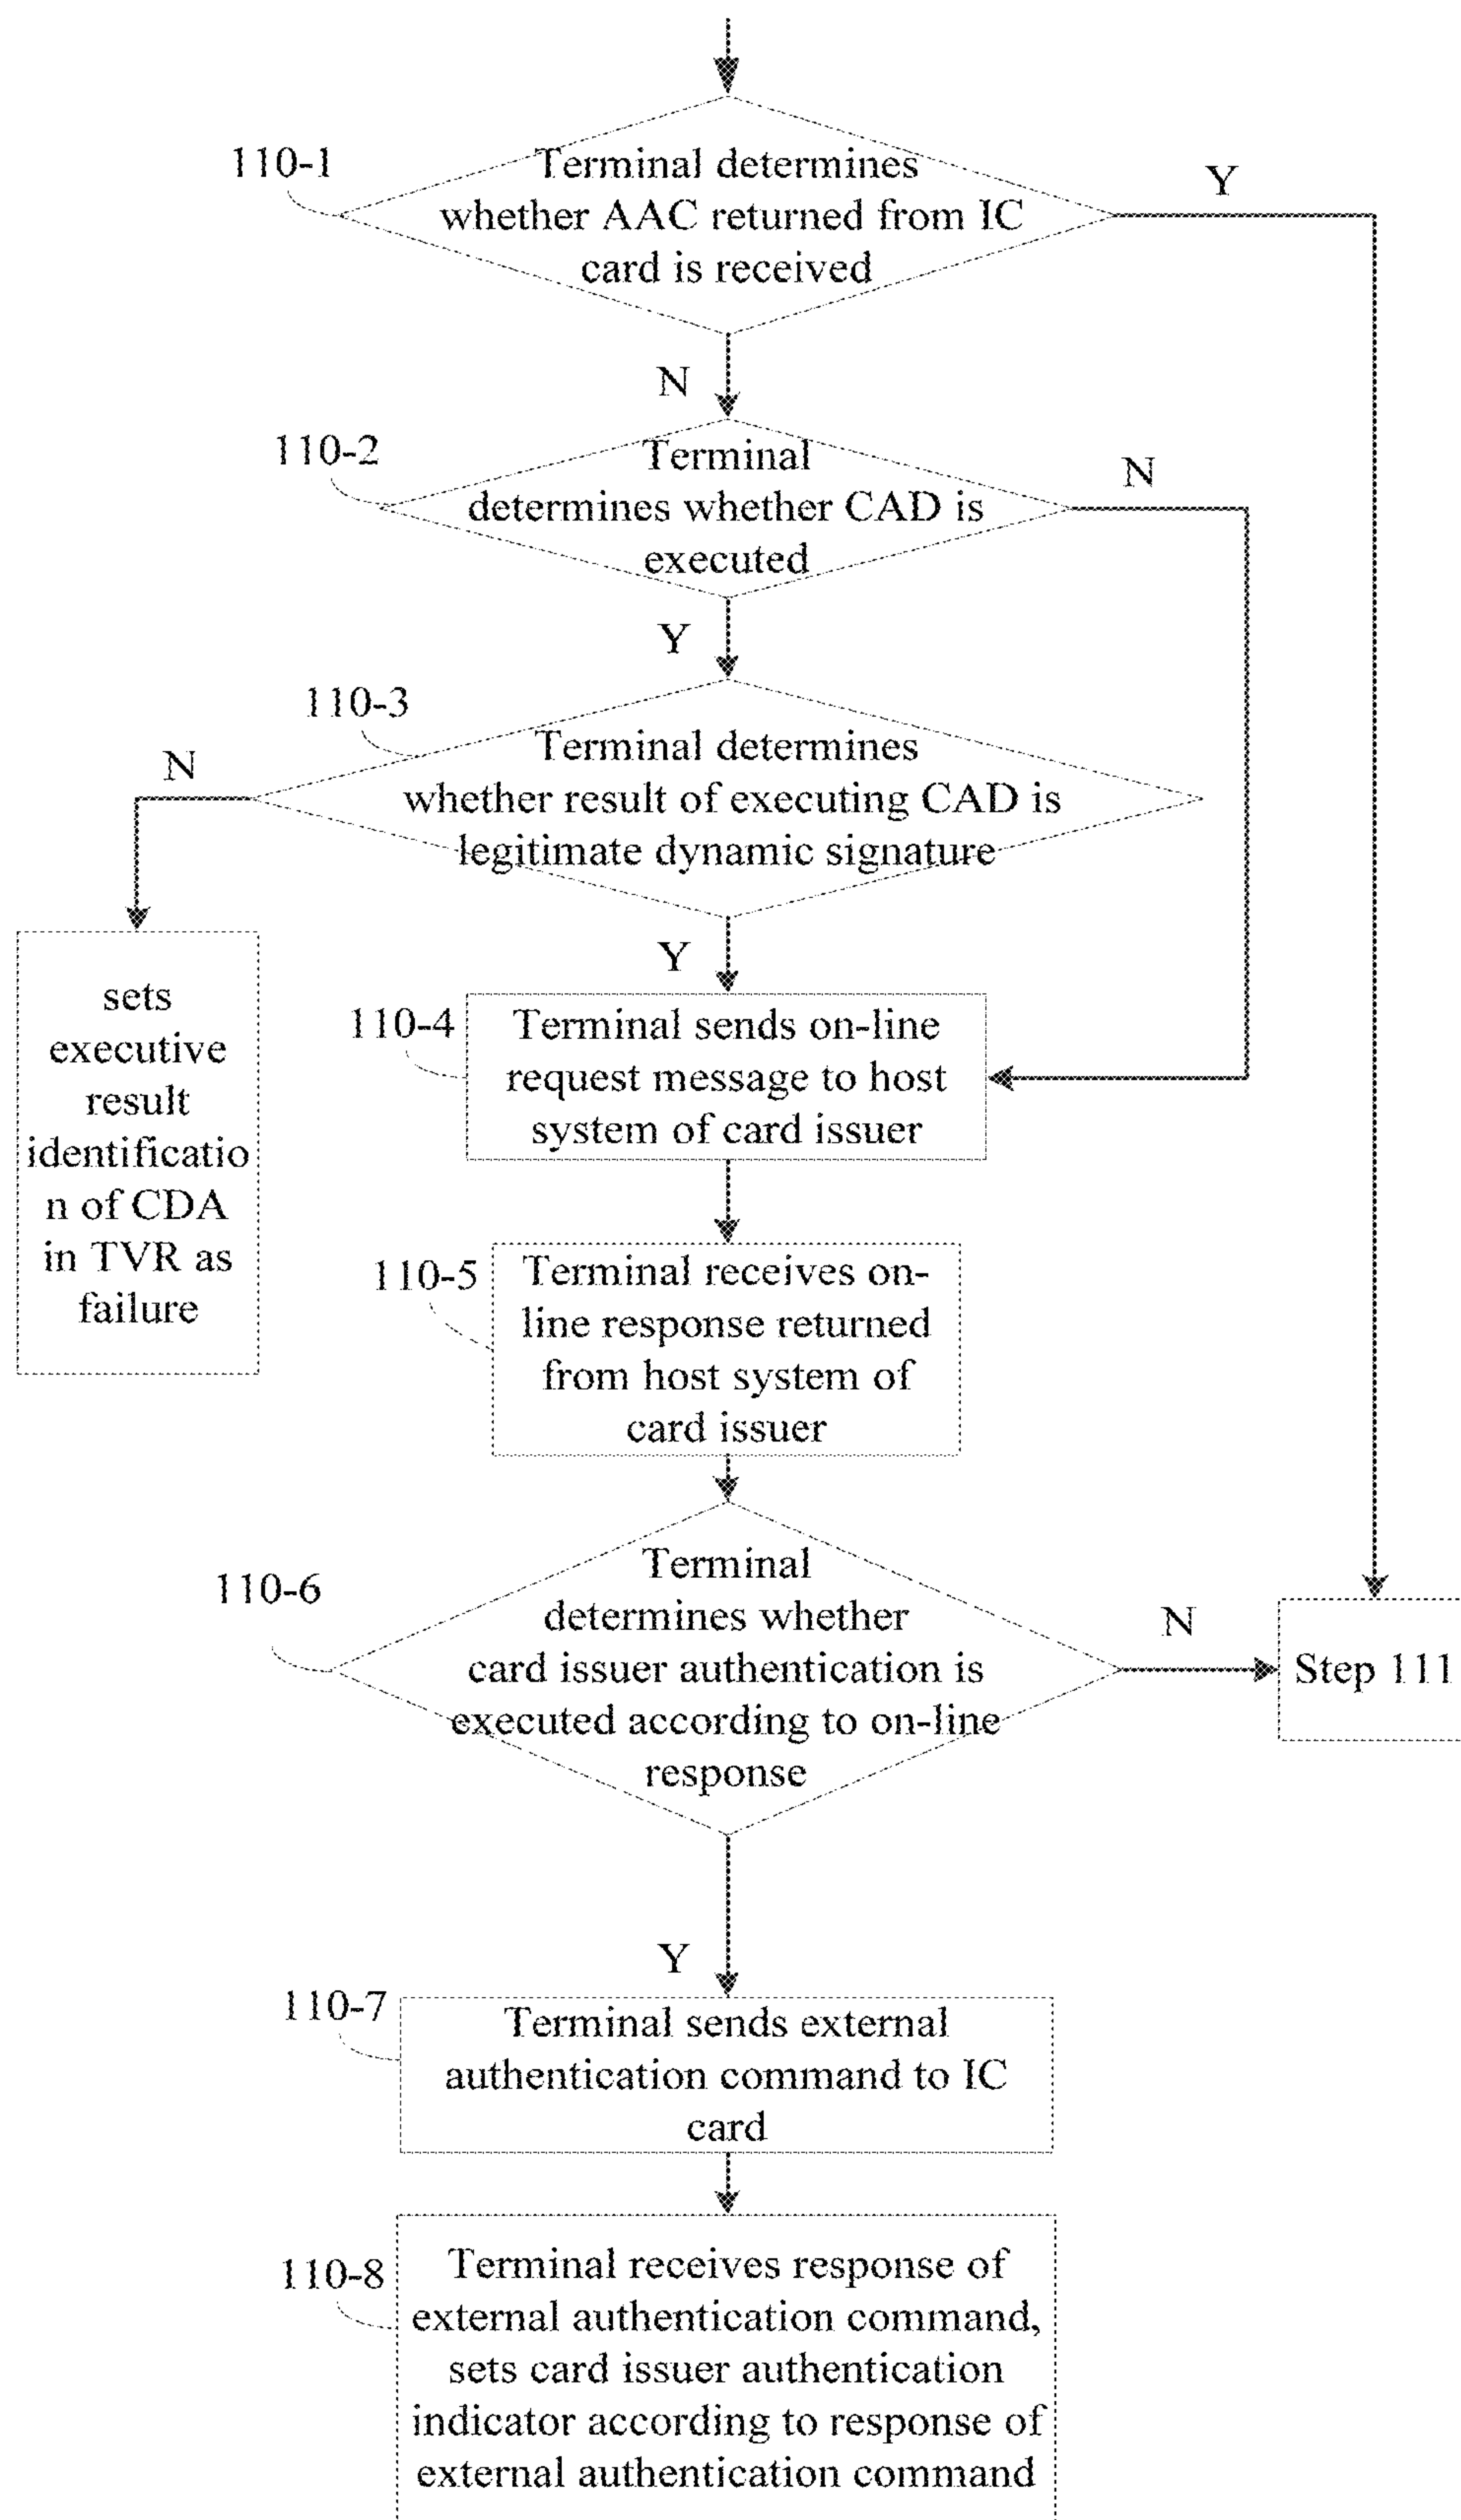 110-1
Terminal determines
whether AAC returned from IC
card is received
Y
N
110-2
Terminal
determines whether CAD is
executed
N
Y
110-3
Terminal determines
whether result of executing CAD is
legitimate dynamic signature
N
Y
sets
executive
result
identificatio
n of CDA
in TVR as
failure
110-4
Terminal sends on-line
request message to host
system of card issuer
110-5
Terminal receives on-
line response returned
from host system of
card issuer
110-6
Terminal
determines whether
card issuer authentication is
executed according to on-line
response
N
Step 111
Y
110-7
Terminal sends external
authentication command to IC
card
110-8
Terminal receives response of
external authentication command,
sets card issuer authentication
indicator according to response of
external authentication command